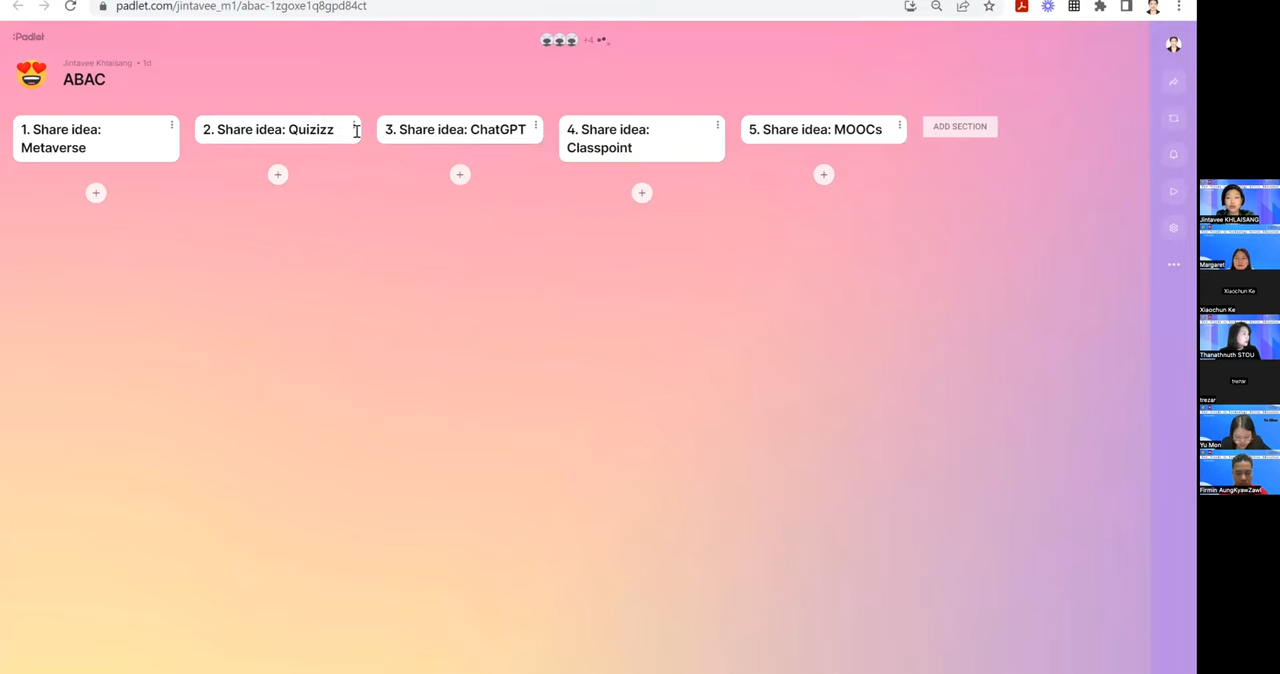 padlet.com/jintavee_m1/abac-1zgoxe1q8gpd84ct
:Padlet
+4
Jintavee Khlaisang • 1d
ABAC
1. Share idea:
Metaverse
2. Share idea: Quizizz
3. Share idea: ChatGPT
4. Share idea:
Classpoint
5. Share idea: MOOCs
ADD SECTION
Jintavee KHLAISANG
Margaret
Xiaochun Ke
Xiaochun Ke
Thanathnuth STOU
trezar
trezar
Yu Mon
Firmin AungKyawZawl